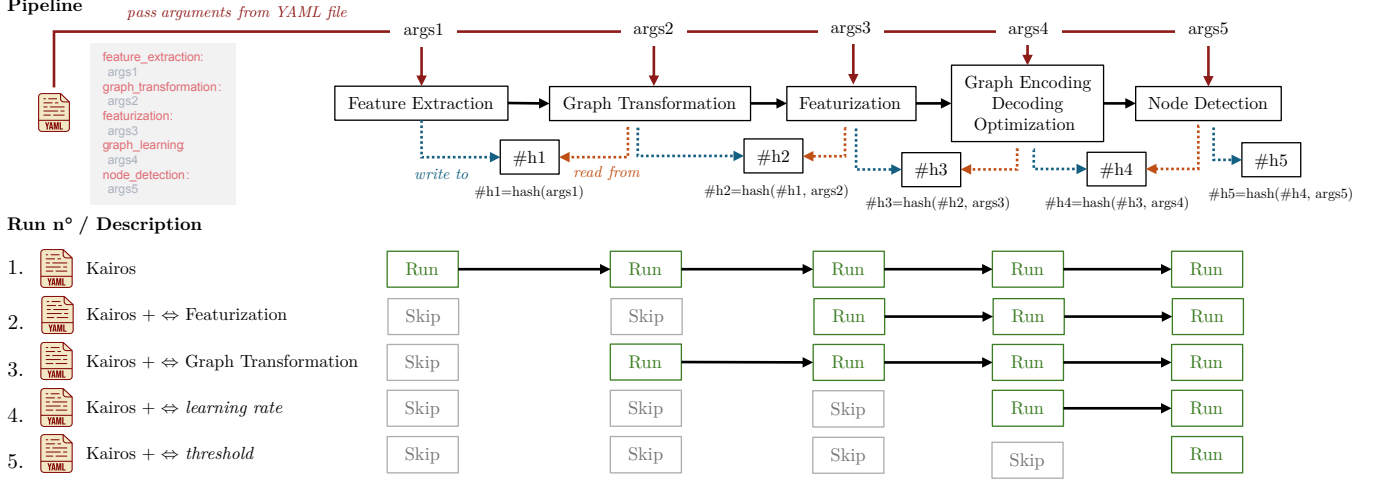 Pipeline
pass arguments from YAML file
args1 args2 args3 args4 args5
feature_extraction:
args1
graph_transformation:
args2
featurization:
args3
graph_learning
args4
node_detection:
args5
YAML
Feature Extraction
Graph Transformation
Featurization
Graph Encoding
Decoding
Optimization
Node Detection
#h1
#h2
#h3
#h4
#h5
write to
read from
#h1=hash(args1)
#h2=hash(#h1, args2)
#h3=hash(#h2, args3)
#h4=hash(#h3, args4)
#h5=hash(#h4, args5)
Run n° / Description
1. YAML Kairos Run Run Run Run Run
2. YAML Kairos + ⇔ Featurization Skip Skip Run Run Run
3. YAML Kairos + ⇔ Graph Transformation Skip Run Run Run Run
4. YAML Kairos + ⇔ learning rate Skip Skip Skip Run Run
5. YAML Kairos + ⇔ threshold Skip Skip Skip Skip Run